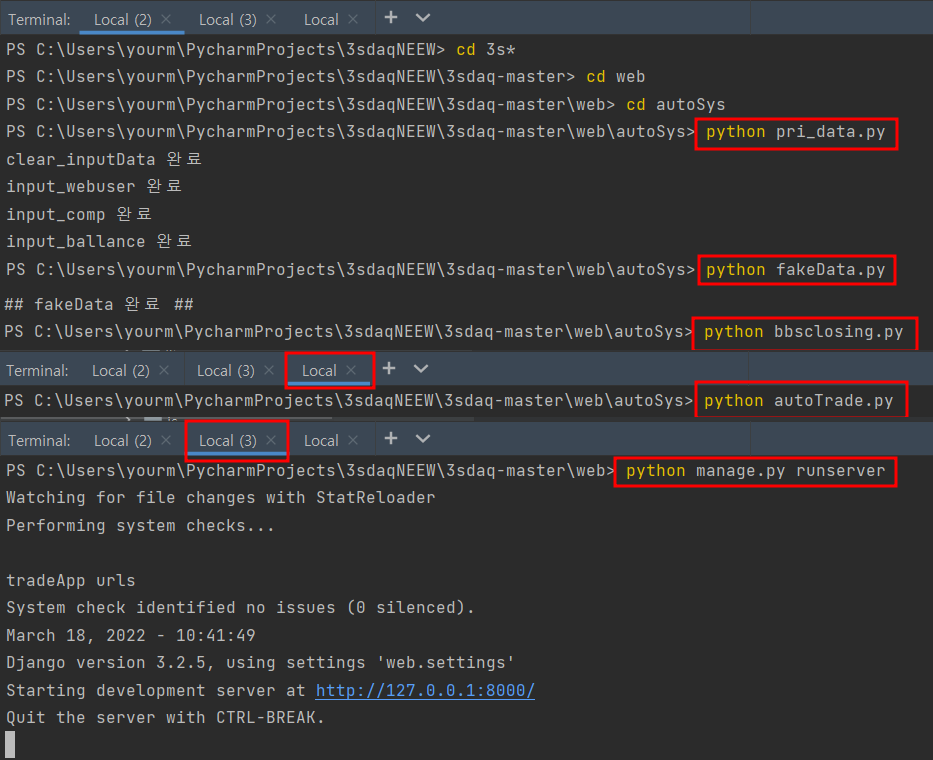 Terminal: Local (2) × Local (3) × Local × +
PS C:\Users\yourm\PycharmProjects\3sdaqNEEW> cd 3s*
PS C:\Users\yourm\PycharmProjects\3sdaqNEEW\3sdaq-master> cd web
PS C:\Users\yourm\PycharmProjects\3sdaqNEEW\3sdaq-master\web> cd autoSys
PS C:\Users\yourm\PycharmProjects\3sdaqNEEW\3sdaq-master\web\autoSys> python pri_data.py
clear_inputData 완료
input_webuser 완료
input_comp 완료
input_ballance 완료
PS C:\Users\yourm\PycharmProjects\3sdaqNEEW\3sdaq-master\web\autoSys> python fakeData.py
## fakeData 완료 ##
PS C:\Users\yourm\PycharmProjects\3sdaqNEEW\3sdaq-master\web\autoSys> python bbsclosing.py
Terminal: Local (2) × Local (3) × Local × +
PS C:\Users\yourm\PycharmProjects\3sdaqNEEW\3sdaq-master\web\autoSys> python autoTrade.py
Terminal: Local (2) × Local (3) × Local × +
PS C:\Users\yourm\PycharmProjects\3sdaqNEEW\3sdaq-master\web> python manage.py runserver
Watching for file changes with StatReloader
Performing system checks...
tradeApp urls
System check identified no issues (0 silenced).
March 18, 2022 - 10:41:49
Django version 3.2.5, using settings 'web.settings'
Starting development server at http://127.0.0.1:8000/
Quit the server with CTRL-BREAK.